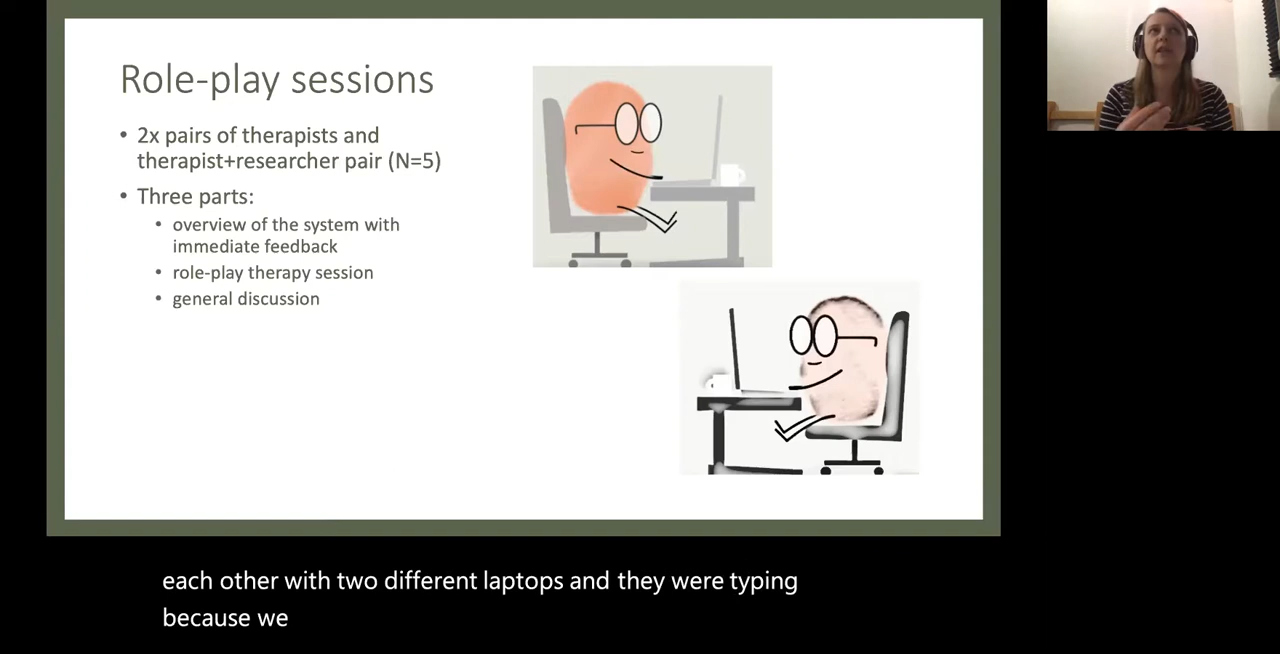 Role-play sessions
• 2x pairs of therapists and
therapist+researcher pair (N=5)
• Three parts:
• overview of the system with
immediate feedback
• role-play therapy session
• general discussion
each other with two different laptops and they were typing
because we